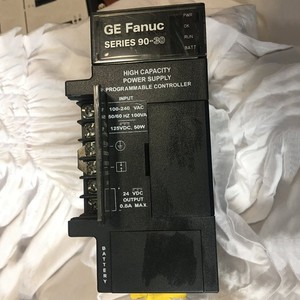 GE Fanuc
SERIES 90-30
PWR
OK
RUN
BATT
HIGH CAPACITY
POWER SUPPLY
PROGRAMMABLE CONTROLLER
INPUT
100-240 VAC
50/60 HZ 100VA
125VDC, 50W
24 VDC
OUTPUT
0.8A MAX
BATTERY